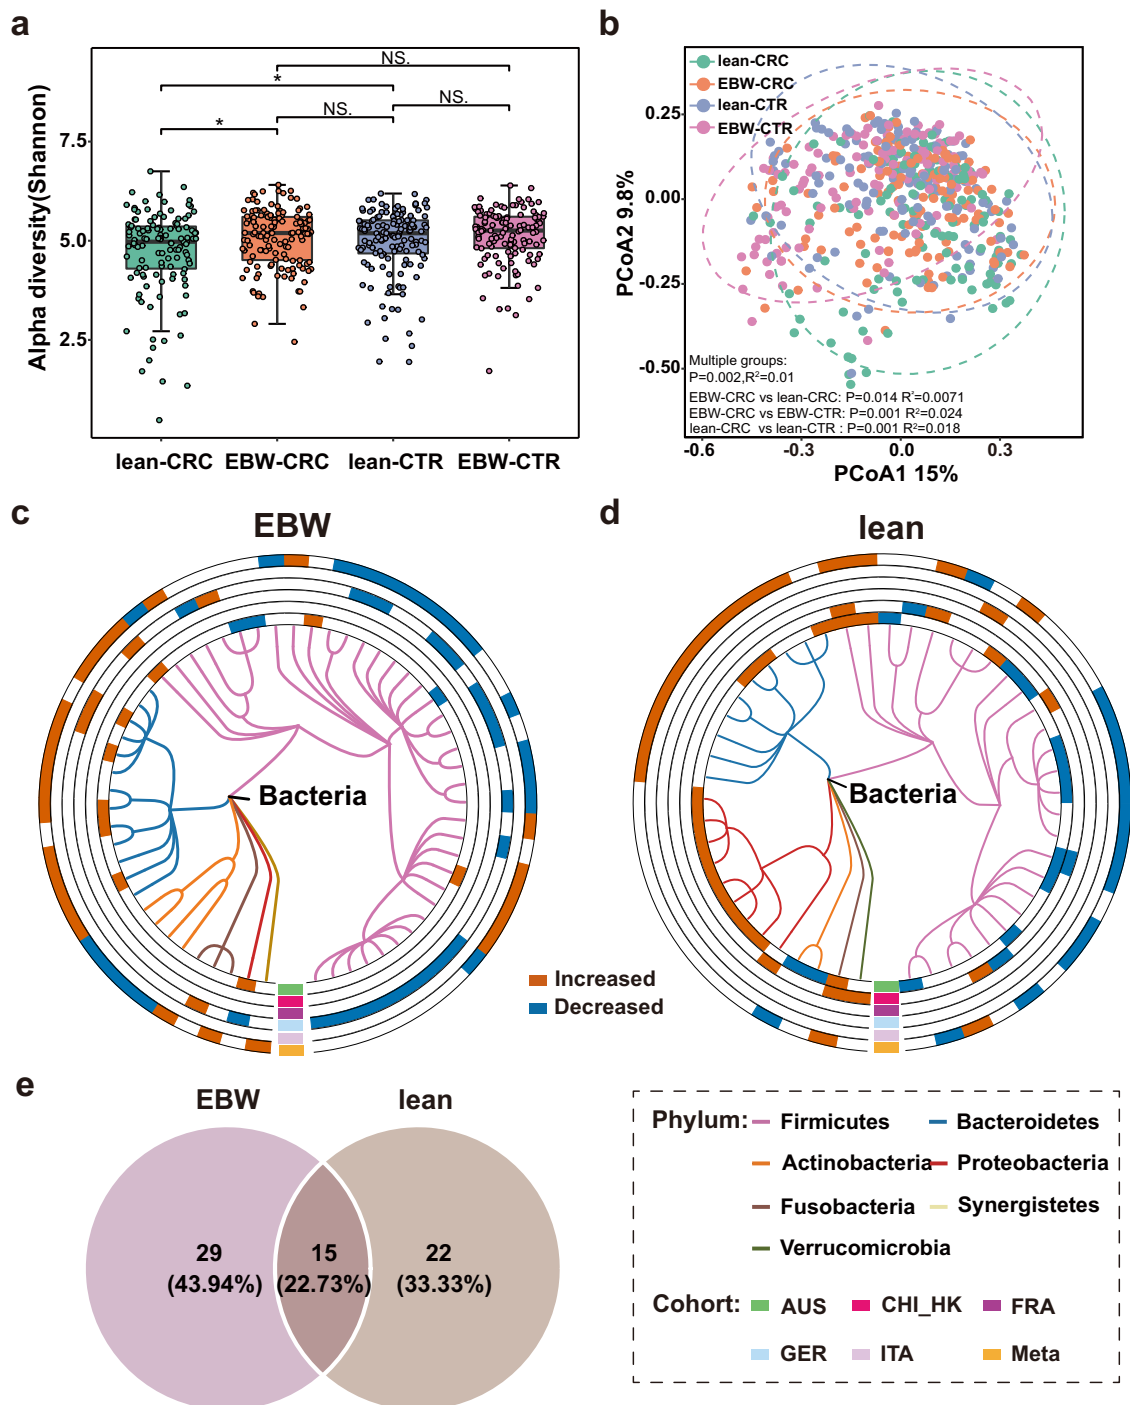 a
NS.
*
NS.
NS.
*
7.5
5.0
2.5
Alpha diversity(Shannon)
lean-CRC EBW-CRC lean-CTR EBW-CTR
b
lean-CRC
EBW-CRC
lean-CTR
EBW-CTR
0.25
0.00
-0.25
-0.50
PCoA2 9.8%
Multiple groups:
P=0.002,R²=0.01
EBW-CRC vs lean-CRC: P=0.014 R²=0.0071
EBW-CRC vs EBW-CTR: P=0.001 R²=0.024
lean-CRC vs lean-CTR : P=0.001 R²=0.018
-0.6 -0.3 0.0 0.3
PCoA1 15%
c
EBW
Bacteria
d
lean
Bacteria
Increased
Decreased
e
EBW lean
29 15 22
(43.94%) (22.73%) (33.33%)
Phylum: Firmicutes Bacteroidetes
Actinobacteria Proteobacteria
Fusobacteria Synergistetes
Verrucomicrobia
Cohort: AUS CHI_HK FRA
GER ITA Meta